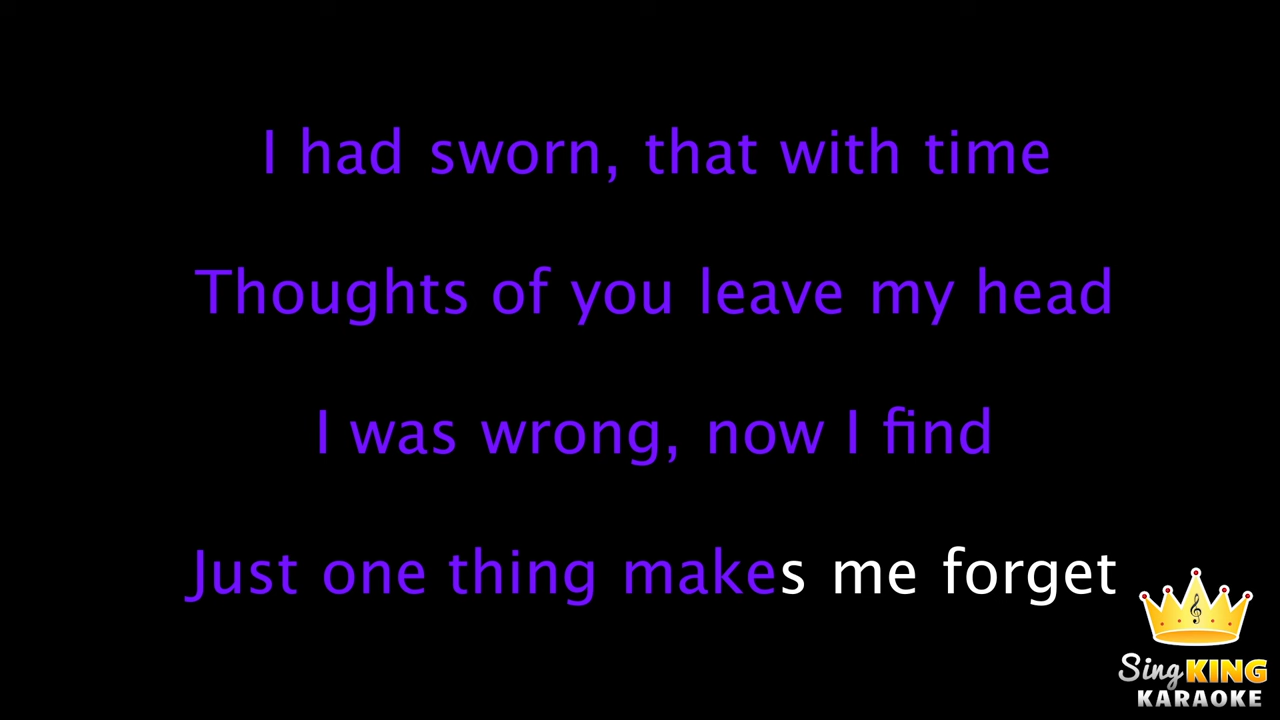 I had sworn, that with time
Thoughts of you leave my head
I was wrong, now I find
Just one thing makes me forget
Sing KING
KARAOKE